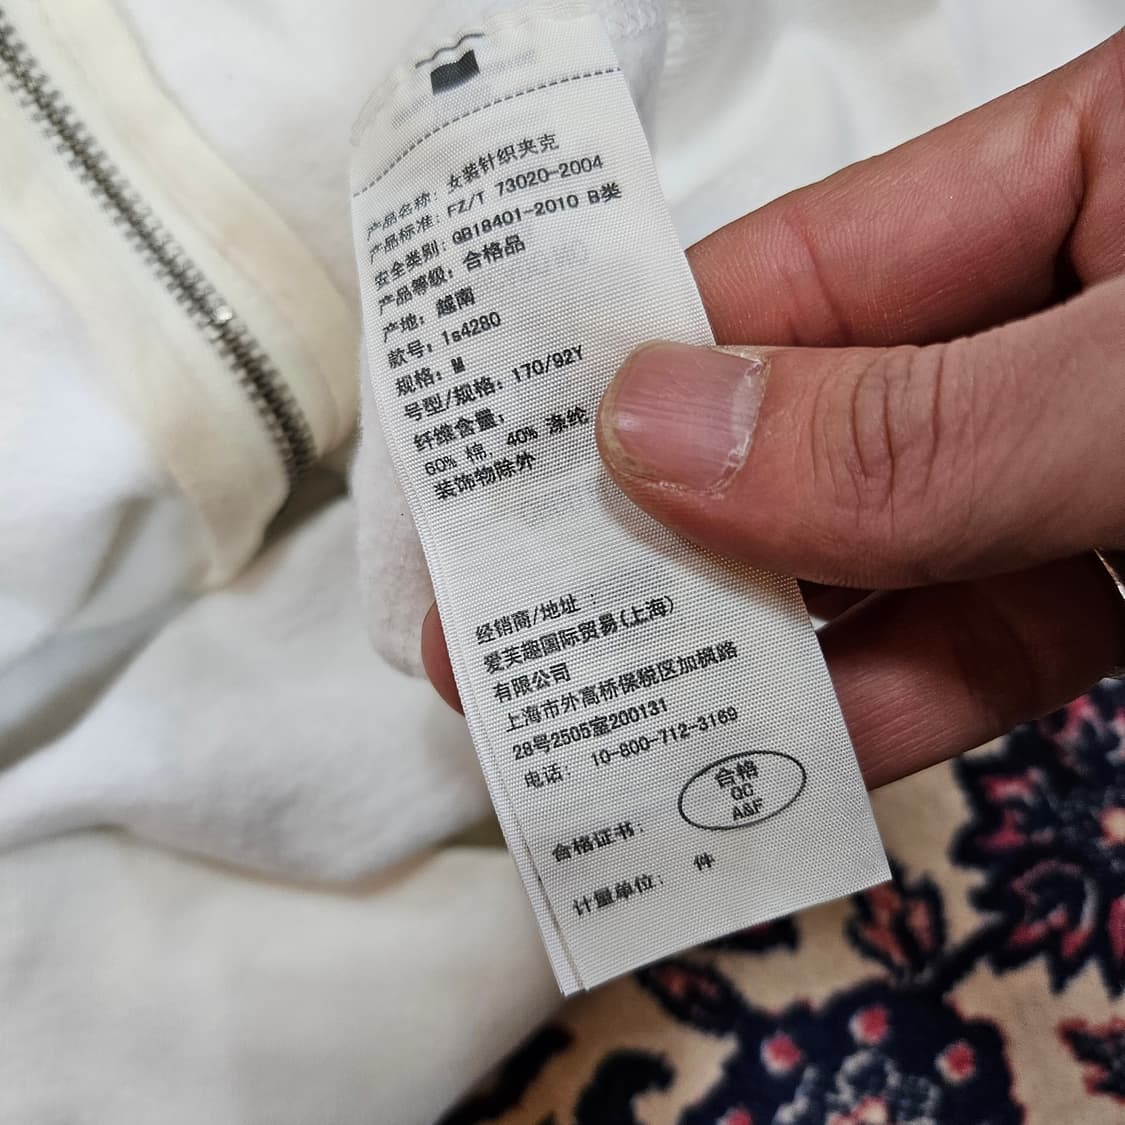 产品名称: 女装针织夹克
产品标准: FZ/T 73020-2004
安全类别: GB18401-2010 B类
产品等级: 合格品
产地: 越南
款号: 1s4280
规格: M
号型/规格: 170/92Y
纤维含量:
60% 棉, 40% 涤纶
装饰物除外
经销商/地址 :
爱芙趣国际贸易(上海)
有限公司
上海市外高桥保税区加枫路
28号2505室200131
电话: 10-800-712-3169
合格
QC
A&F
合格证书:
计量单位: 件